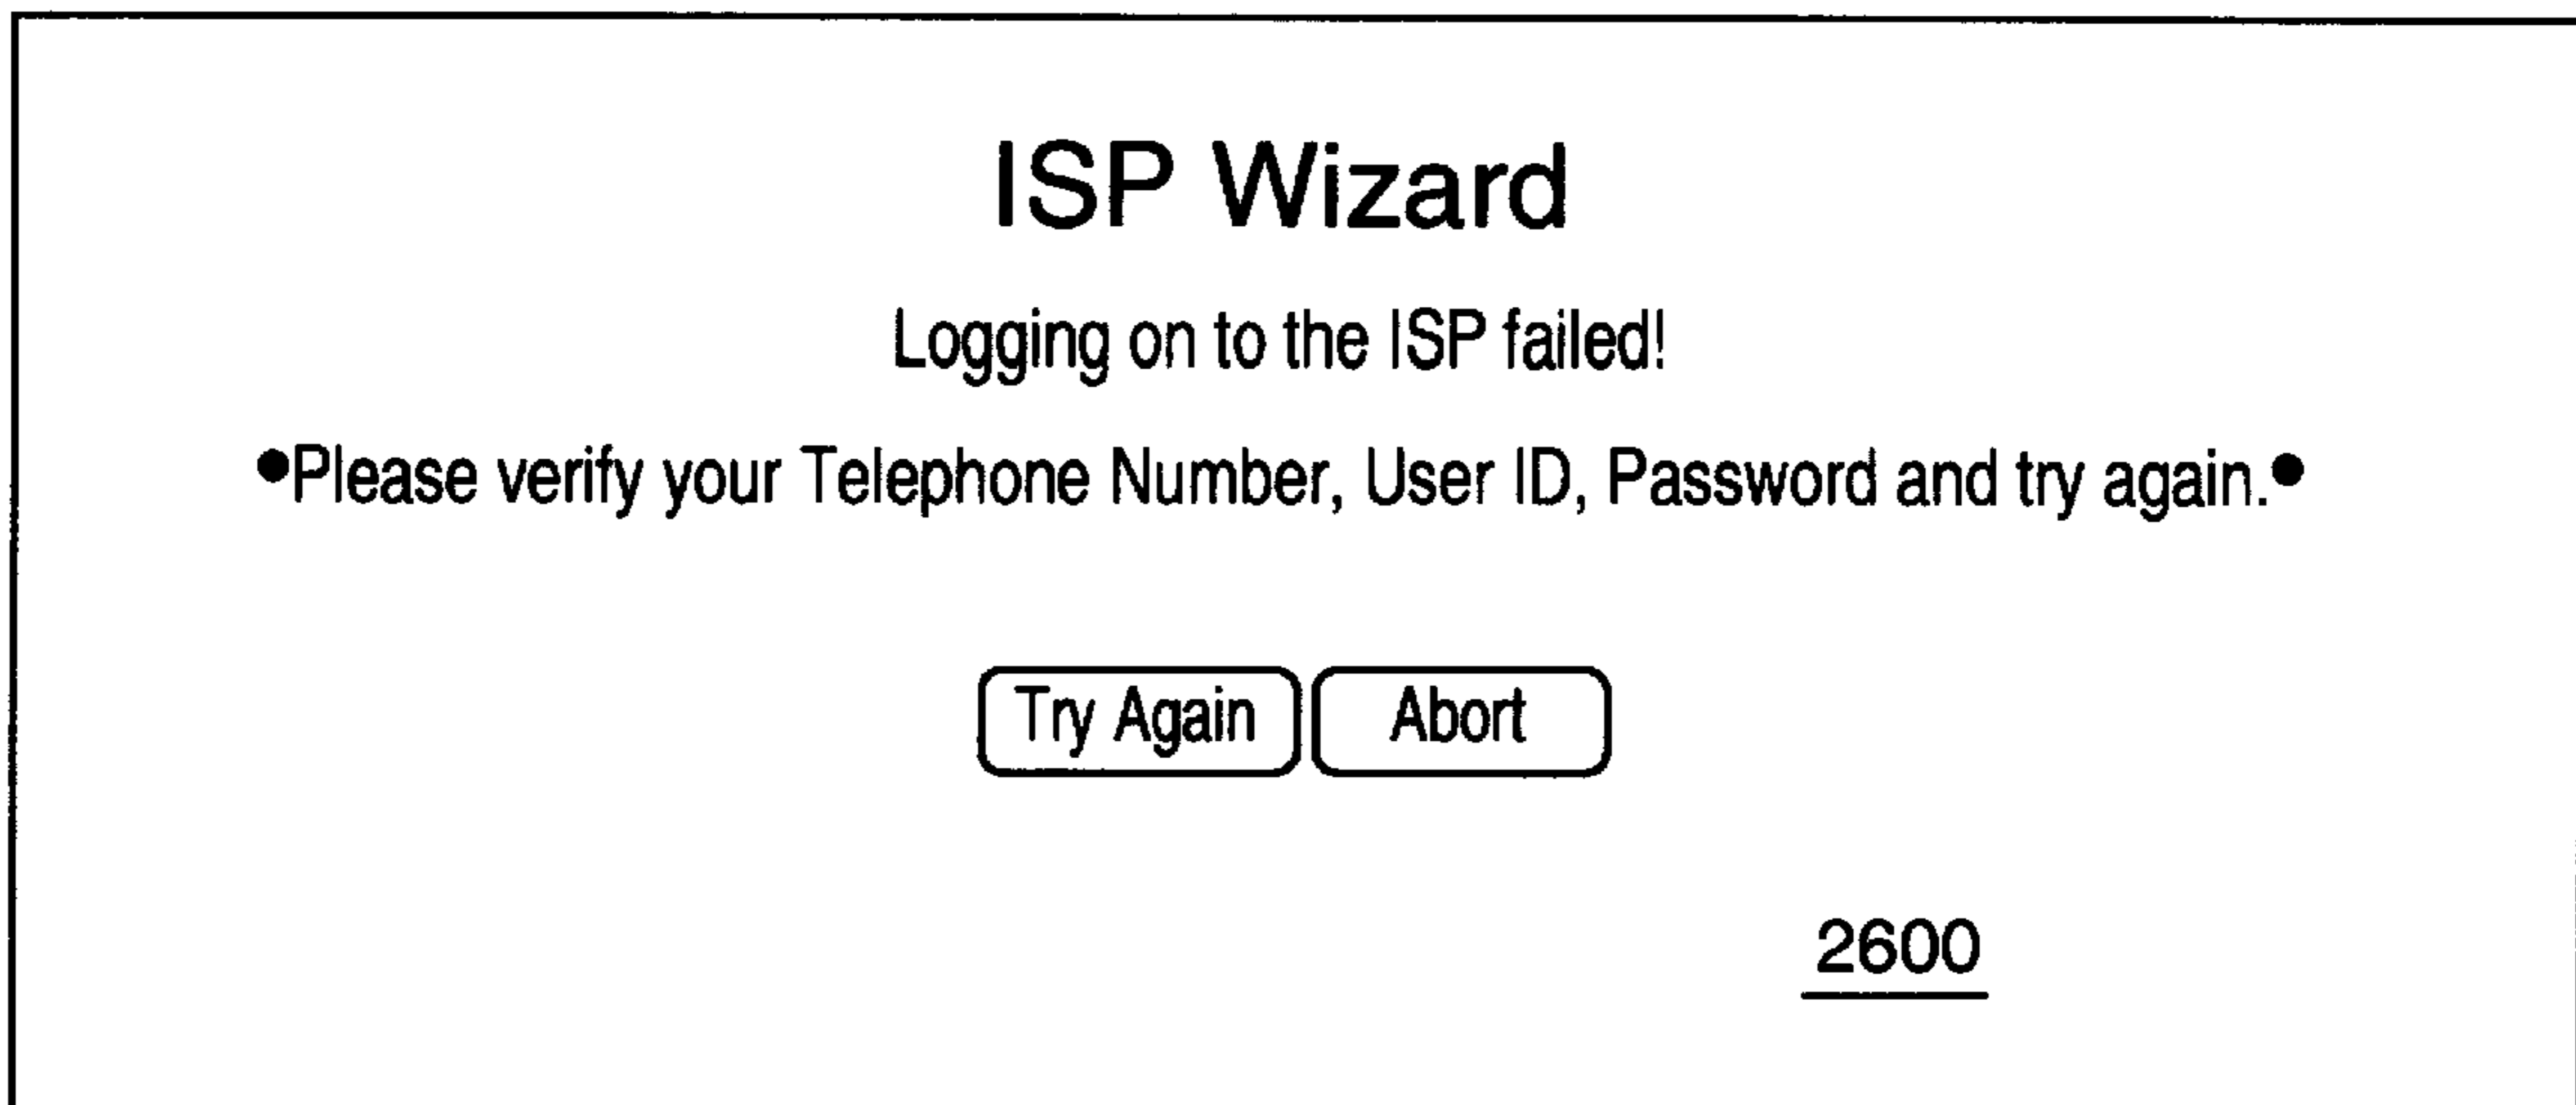 ISP Wizard
Logging on to the ISP failed!
•Please verify your Telephone Number, User ID, Password and try again.•
Try Again Abort
2600